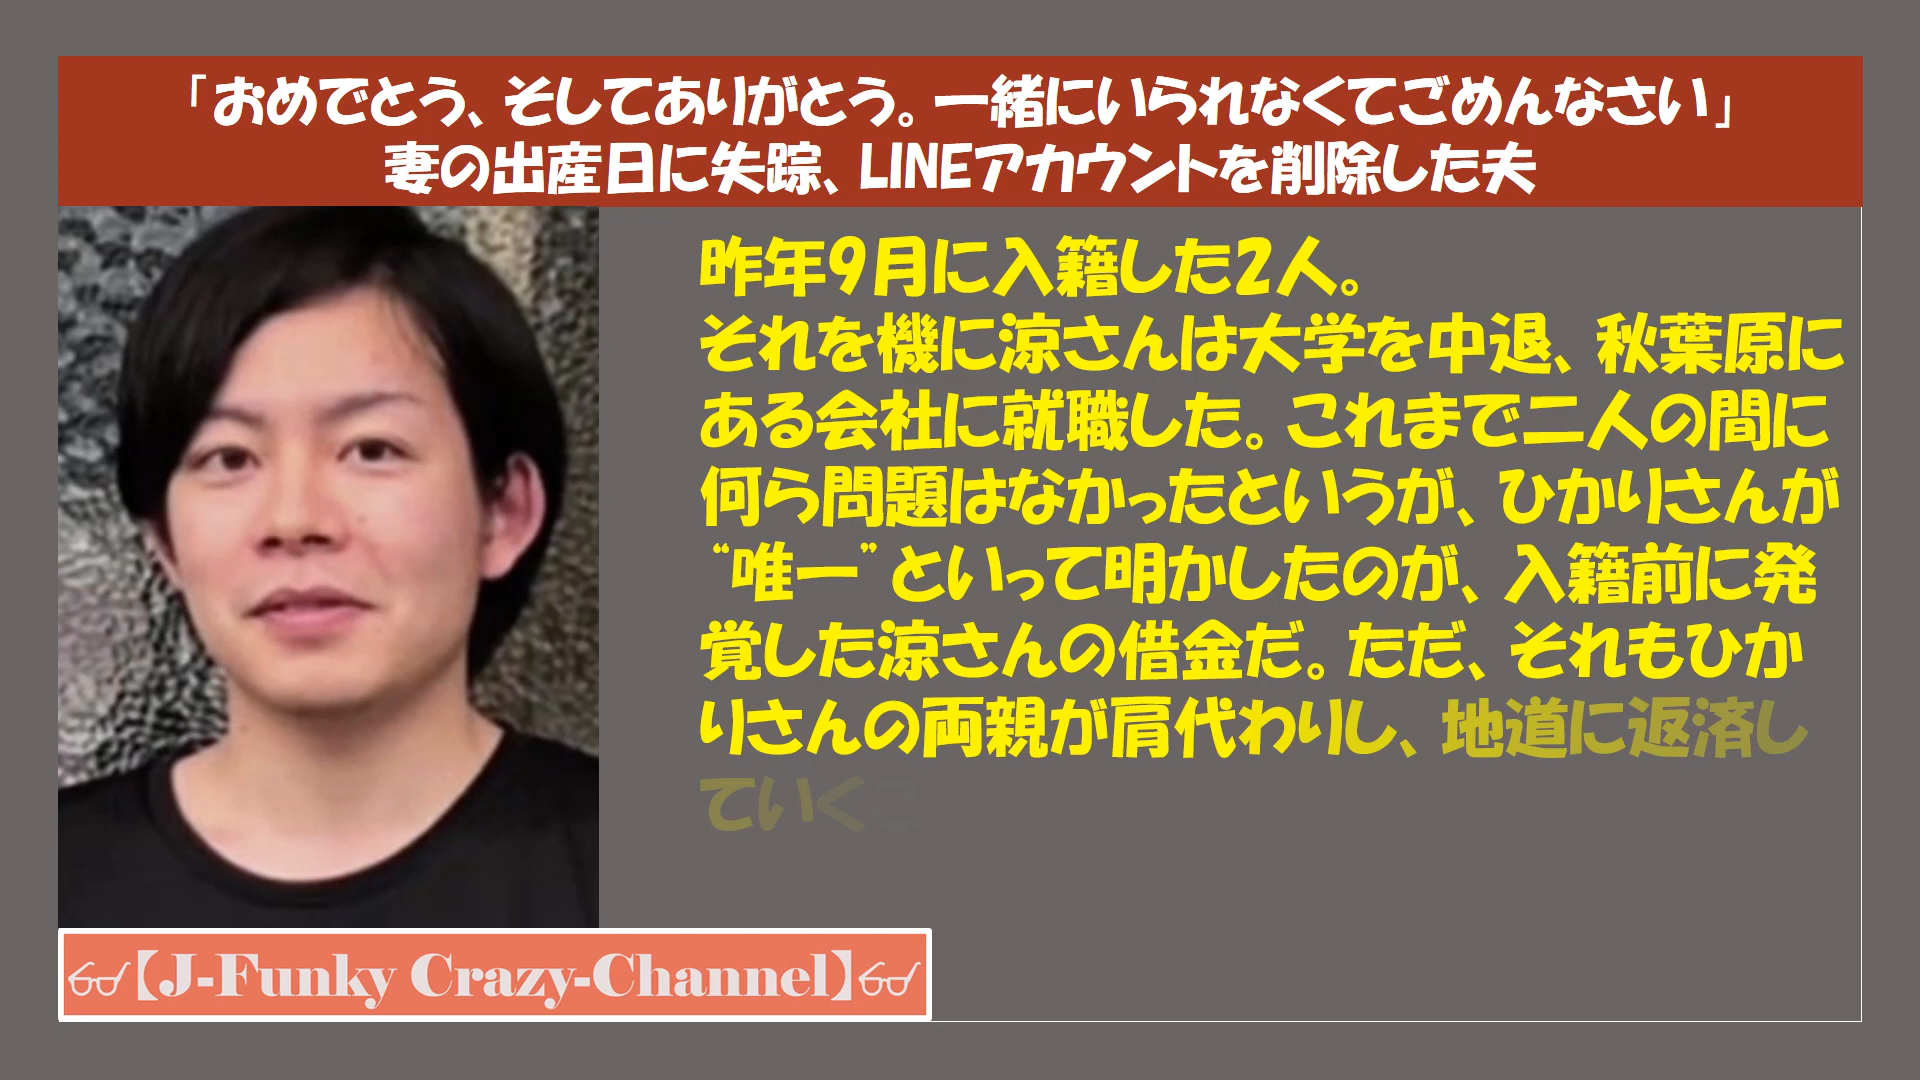 「おめでとう、そしてありがとう。一緒にいられなくてごめんなさい」
妻の出産日に失踪、LINEアカウントを削除した夫
昨年9月に入籍した2人。
それを機に涼さんは大学を中退、秋葉原に
ある会社に就職した。これまで二人の間に
何ら問題はなかったというが、ひかりさんが
“唯一”といって明かしたのが、入籍前に発
覚した涼さんの借金だ。ただ、それもひか
りさんの両親が肩代わりし、地道に返済し
ていくこ
👓【J-Funky Crazy-Channel】👓